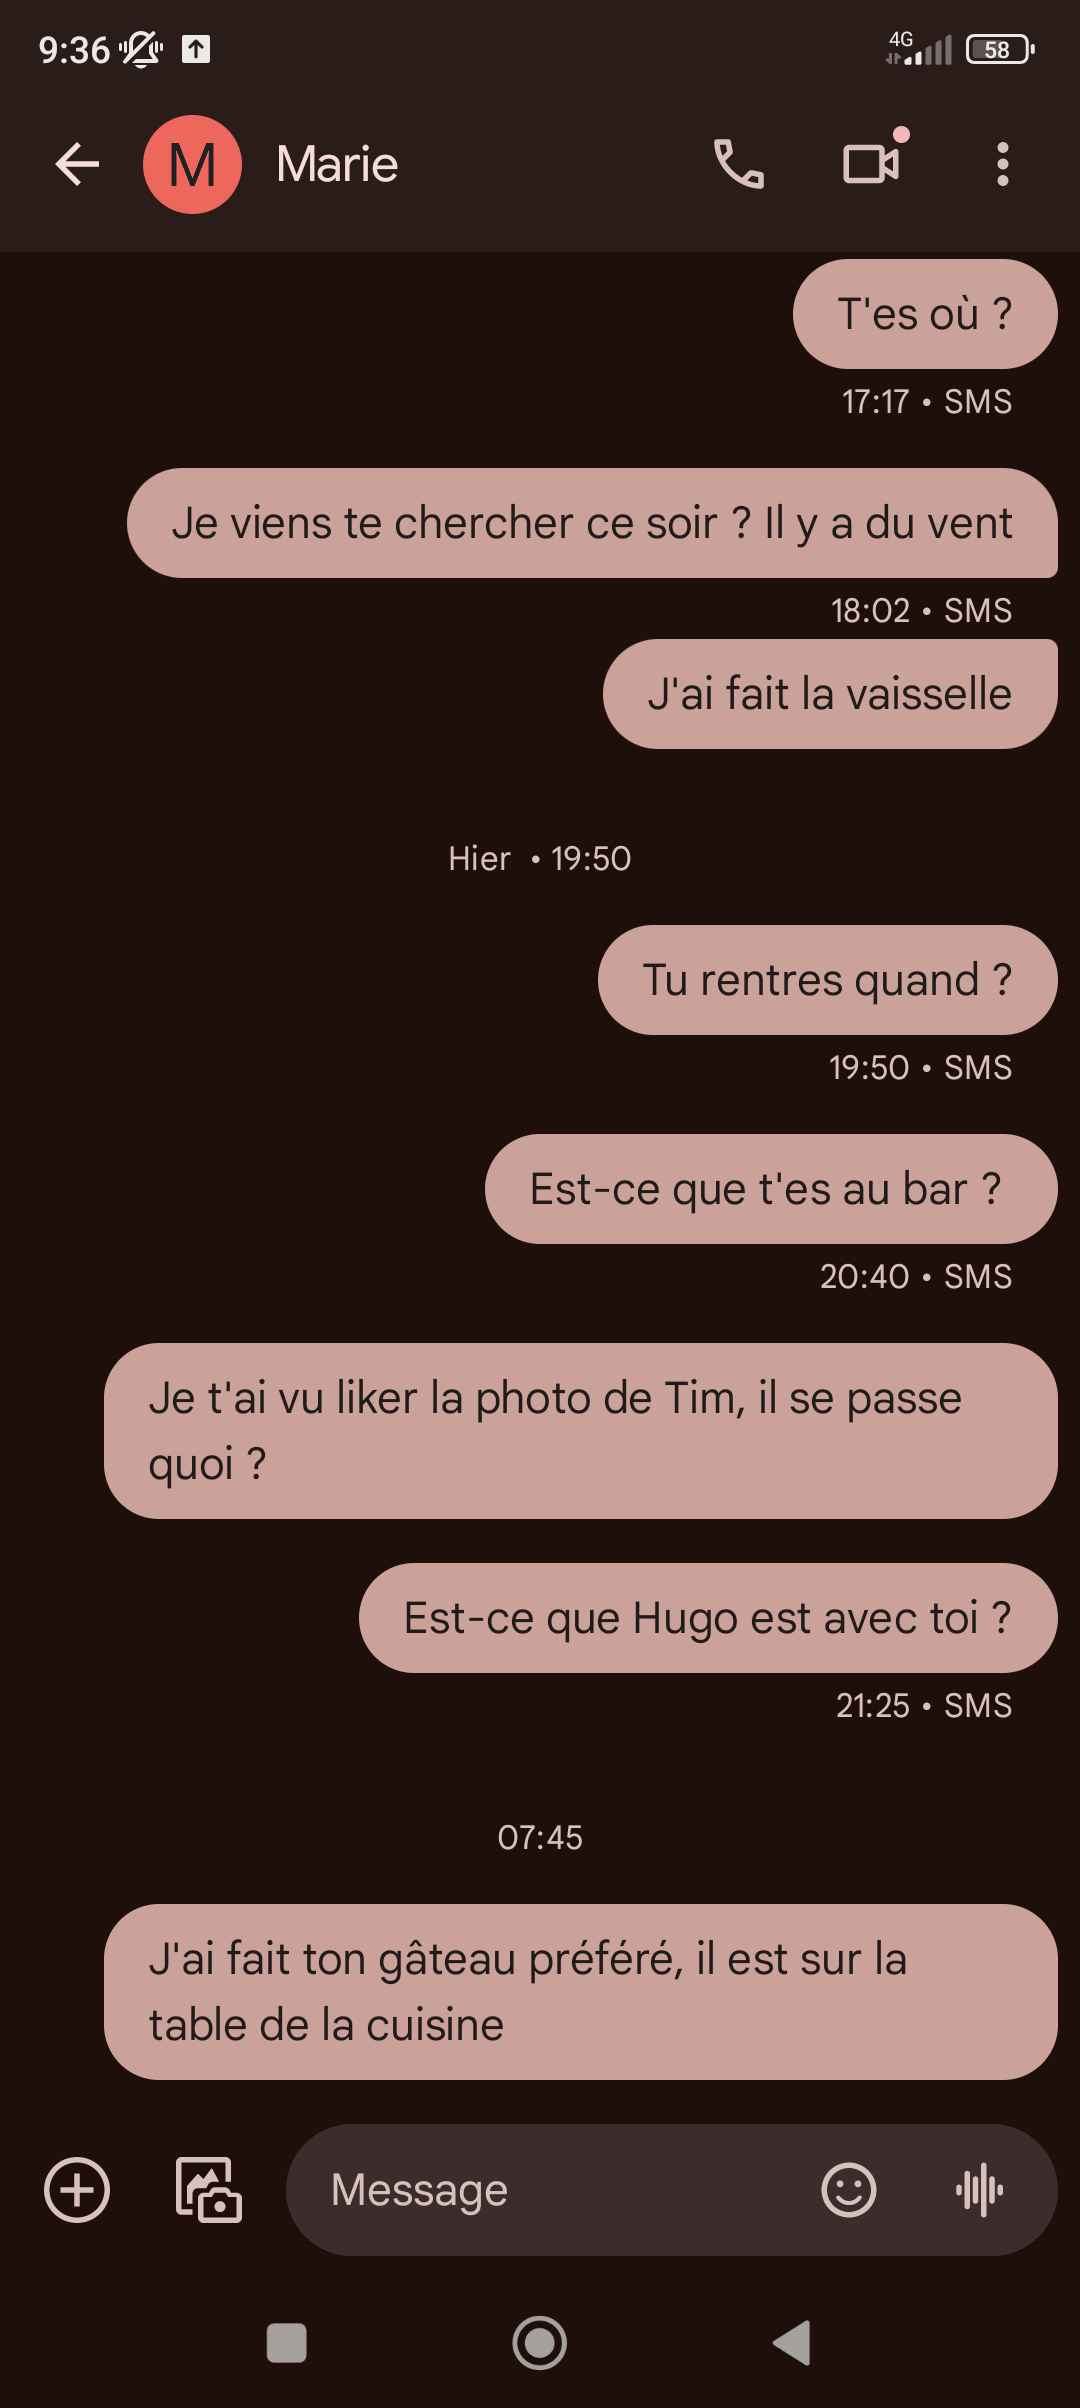 9:36
4G
58
M
Marie
T'es où ?
17:17 • SMS
Je viens te chercher ce soir ? Il y a du vent
18:02 • SMS
J'ai fait la vaisselle
Hier • 19:50
Tu rentres quand ?
19:50 • SMS
Est-ce que t'es au bar ?
20:40 • SMS
Je t'ai vu liker la photo de Tim, il se passe
quoi ?
Est-ce que Hugo est avec toi ?
21:25 • SMS
07:45
J'ai fait ton gâteau préféré, il est sur la
table de la cuisine
Message